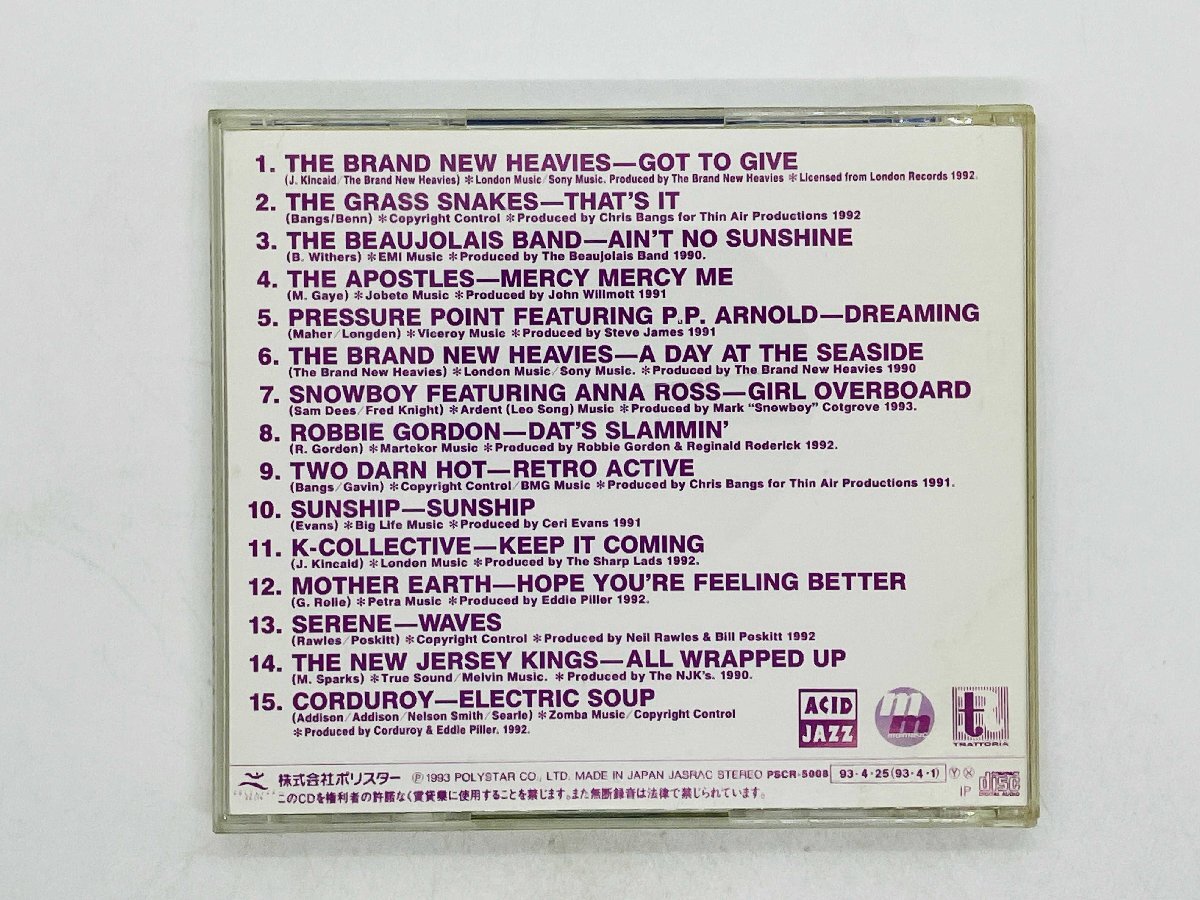 1. THE BRAND NEW HEAVIES—GOT TO GIVE
(J. Kincaid/The Brand New Heavies) ＊London Music/Sony Music. Produced by The Brand New Heavies ＊Licensed from London Records 1992.
2. THE GRASS SNAKES—THAT'S IT
(Bangs/Benn) ＊Copyright Control ＊Produced by Chris Bangs for Thin Air Productions 1992
3. THE BEAUJOLAIS BAND—AIN'T NO SUNSHINE
(B. Withers) ＊EMI Music ＊Produced by The Beaujolais Band 1990.
4. THE APOSTLES—MERCY MERCY ME
(M. Gaye) ＊Jobete Music ＊Produced by John Willmott 1991
5. PRESSURE POINT FEATURING P.P. ARNOLD—DREAMING
(Maher/Longden) ＊Viceroy Music ＊Produced by Steve James 1991
6. THE BRAND NEW HEAVIES—A DAY AT THE SEASIDE
(The Brand New Heavies) ＊London Music/Sony Music. ＊Produced by The Brand New Heavies 1990
7. SNOWBOY FEATURING ANNA ROSS—GIRL OVERBOARD
(Sam Dees/Fred Knight) ＊Ardent (Leo Song) Music ＊Produced by Mark "Snowboy" Cotgrove 1993.
8. ROBBIE GORDON—DAT'S SLAMMIN'
(R. Gordon) ＊Martekor Music ＊Produced by Robbie Gordon & Reginald Roderick 1992.
9. TWO DARN HOT—RETRO ACTIVE
(Bangs/Gavin) ＊Copyright Control/BMG Music ＊Produced by Chris Bangs for Thin Air Productions 1991.
10. SUNSHIP—SUNSHIP
(Evans) ＊Big Life Music ＊Produced by Ceri Evans 1991
11. K-COLLECTIVE—KEEP IT COMING
(J. Kincaid) ＊London Music ＊Produced by The Sharp Lads 1992.
12. MOTHER EARTH—HOPE YOU'RE FEELING BETTER
(G. Rolie) ＊Petra Music ＊Produced by Eddie Piller 1992.
13. SERENE—WAVES
(Rawles/Poskitt) ＊Copyright Control ＊Produced by Neil Rawles & Bill Poskitt 1992
14. THE NEW JERSEY KINGS—ALL WRAPPED UP
(M. Sparks) ＊True Sound/Melvin Music. ＊Produced by The NJK's. 1990.
15. CORDUROY—ELECTRIC SOUP
(Addison/Addison/Nelson Smith/Searle) ＊Zomba Music/Copyright Control
＊Produced by Corduroy & Eddie Piller. 1992.
ACID JAZZ
mm
t
TRATTORIA
株式会社ポリスター Ⓟ1993 POLYSTAR CO., LTD. MADE IN JAPAN JASRAC STEREO PSCR-5008 93・4・25(93・4・1) Ⓨ Ⓧ
このCDを権利者の許諾なく賃貸業に使用することを禁じます。また無断録音は法律で禁じられています。
IP
disc
DIGITAL AUDIO